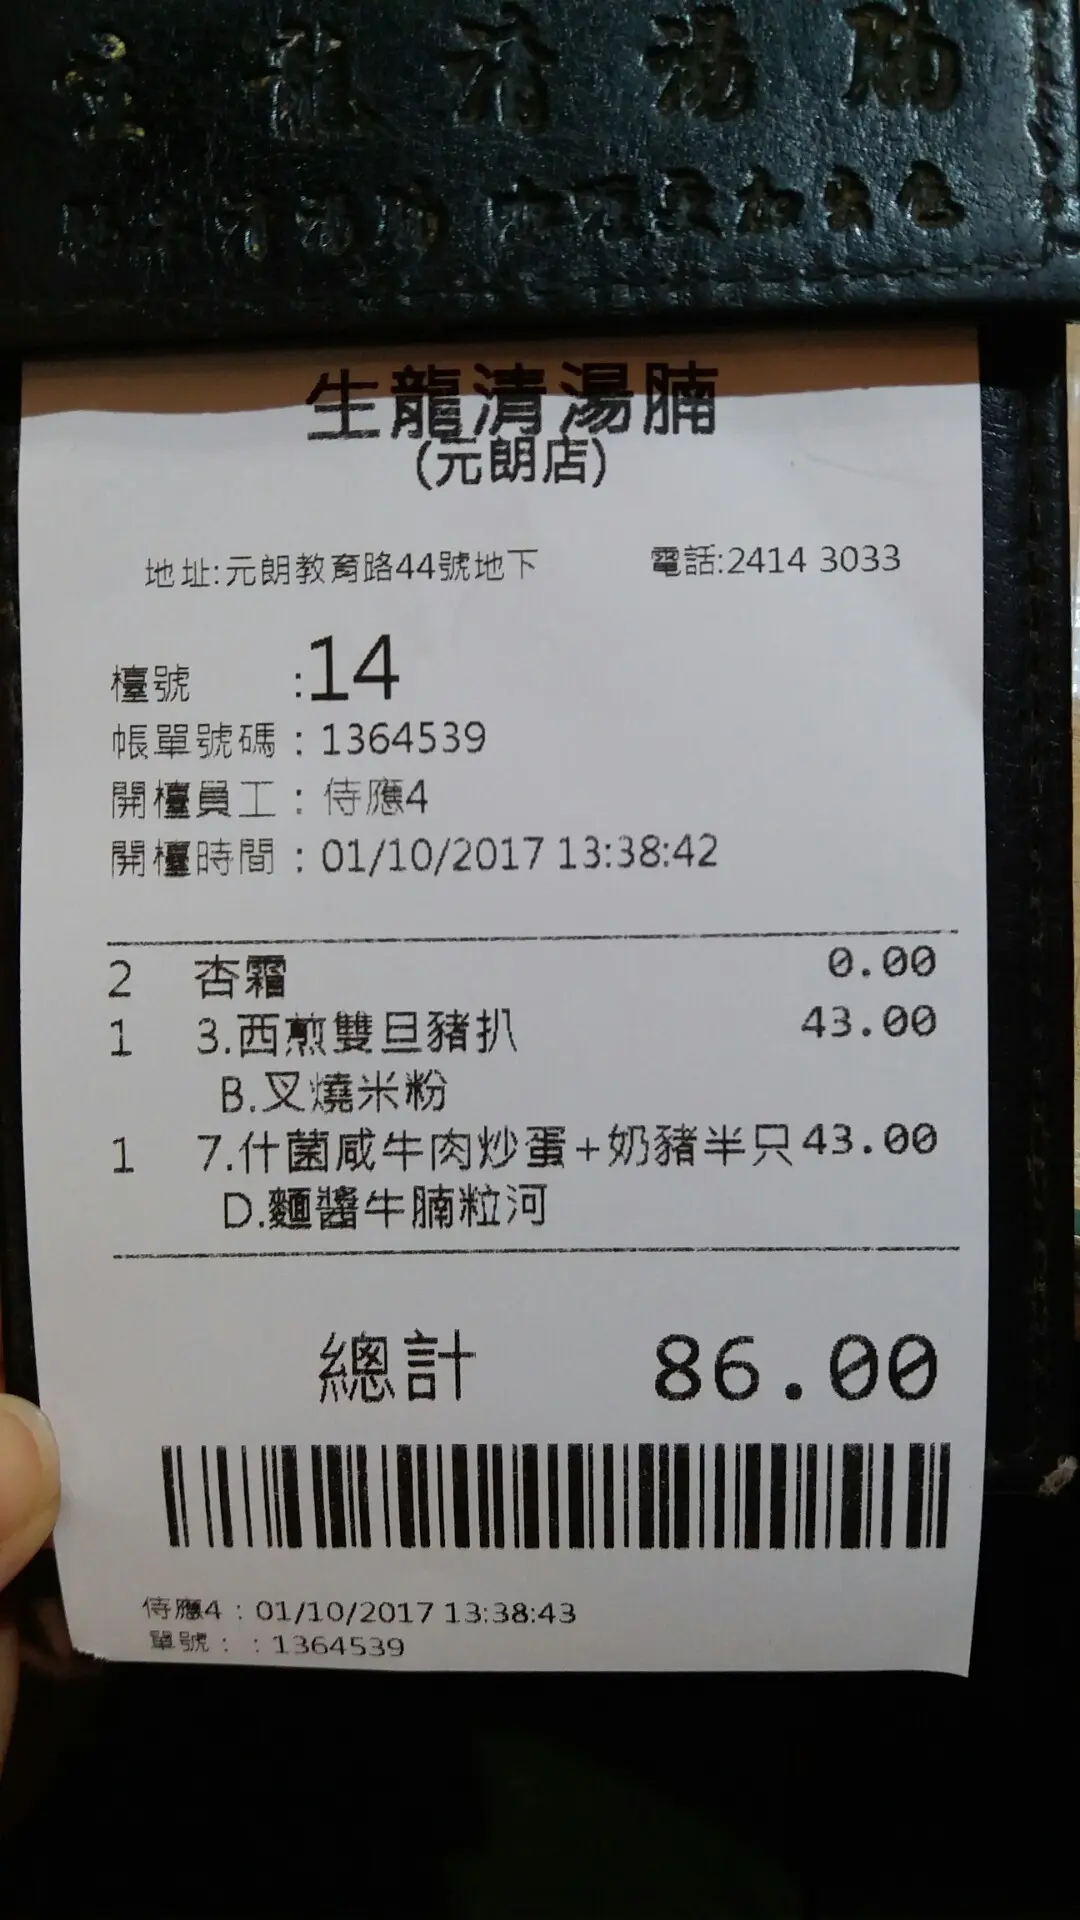 生龍清湯腩
生龍清湯腩
(元朗店)
地址:元朗教育路44號地下 電話:2414 3033
檯號 :14
帳單號碼 : 1364539
開檯員工 : 侍應4
開檯時間 : 01/10/2017 13:38:42
2 杏霜 0.00
1 3.西煎雙旦豬扒 43.00
B.叉燒米粉
1 7.什菌咸牛肉炒蛋+奶豬半只 43.00
D.麵醬牛腩粒河
總計 86.00
侍應4 : 01/10/2017 13:38:43
單號 : : 1364539